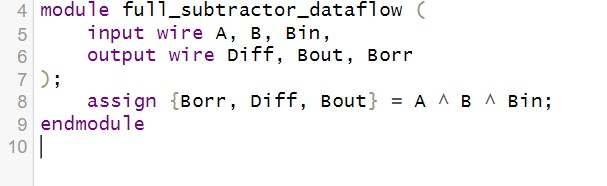 4 module full_subtractor_dataflow (
5     input wire A, B, Bin,
6     output wire Diff, Bout, Borr
7 );
8     assign {Borr, Diff, Bout} = A ^ B ^ Bin;
9 endmodule
10